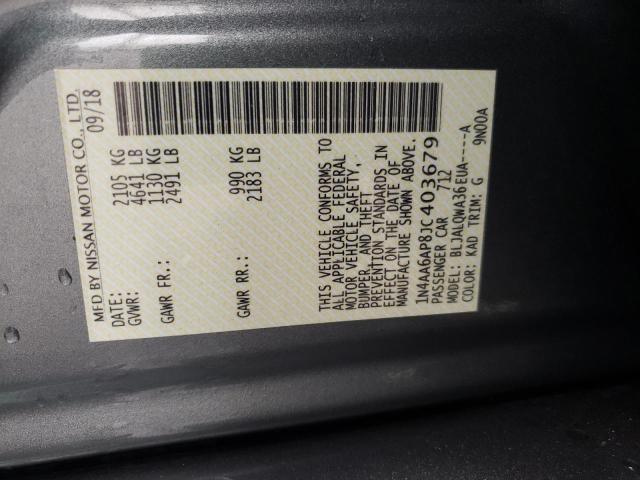 MFD BY NISSAN MOTOR CO., LTD.
DATE: 09/18
GVWR: 2105 KG
4641 LB
GAWR FR.: 1130 KG
2491 LB
GAWR RR.: 990 KG
2183 LB
THIS VEHICLE CONFORMS TO
ALL APPLICABLE FEDERAL
MOTOR VEHICLE SAFETY,
BUMPER, AND THEFT
PREVENTION STANDARDS IN
EFFECT ON THE DATE OF
MANUFACTURE SHOWN ABOVE.
1N4AA6AP8JC403679
PASSENGER CAR 712
MODEL: BLJALQWA36EUA----A
COLOR: KAD TRIM: G 9N00A